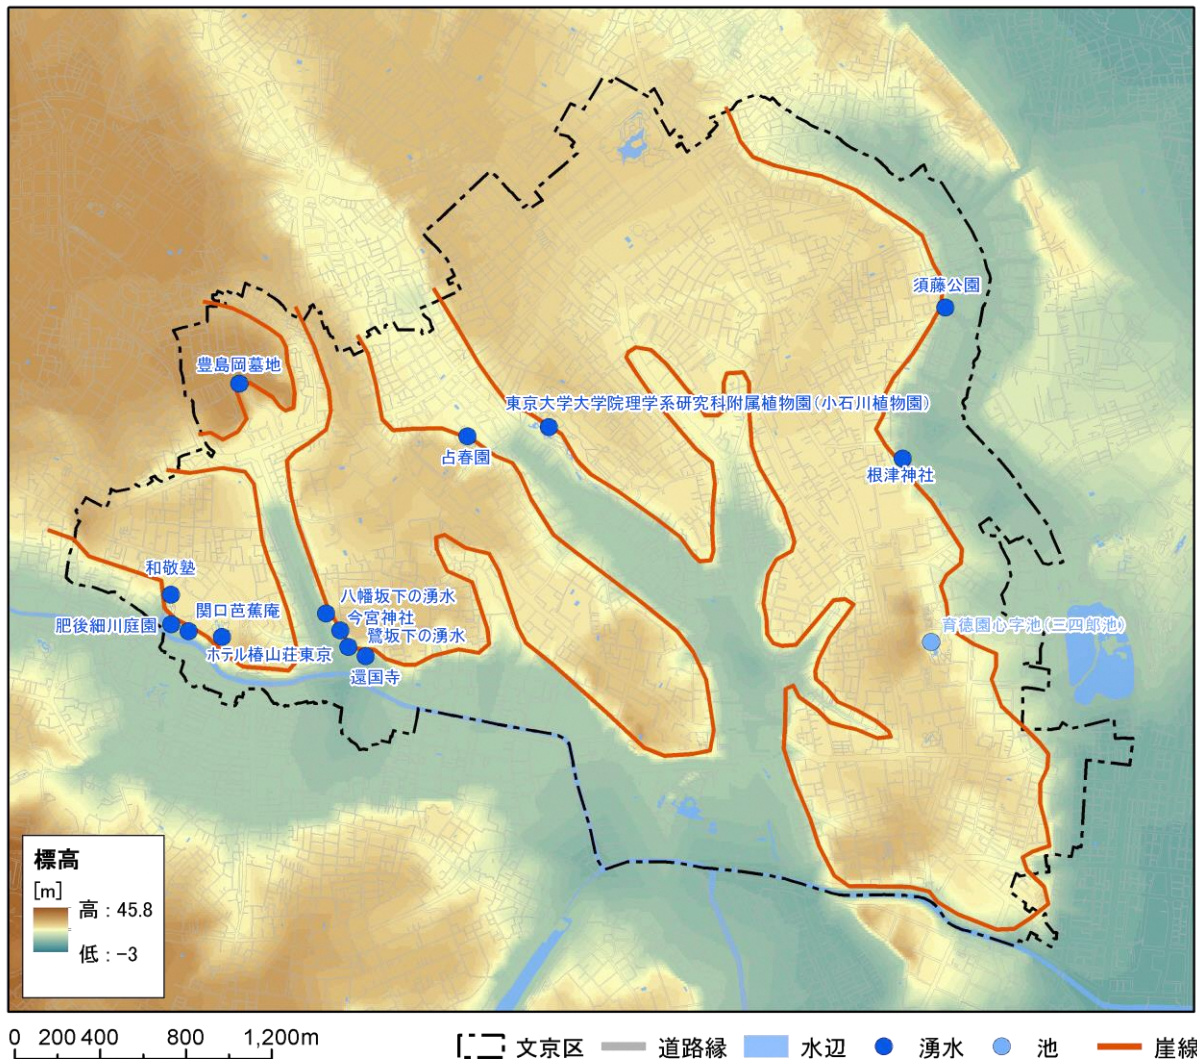 須藤公園
豊島岡墓地
東京大学大学院理学系研究科附属植物園(小石川植物園)
占春園
根津神社
和敬塾
八幡坂下の湧水
関口芭蕉庵
今宮神社
肥後細川庭園
鷺坂下の湧水
育徳園心字池(三四郎池)
ホテル椿山荘東京
還国寺
標高
[m]
高:45.8
低:-3
0 200 400 800 1,200m
文京区 道路縁 水辺 湧水 池 崖線